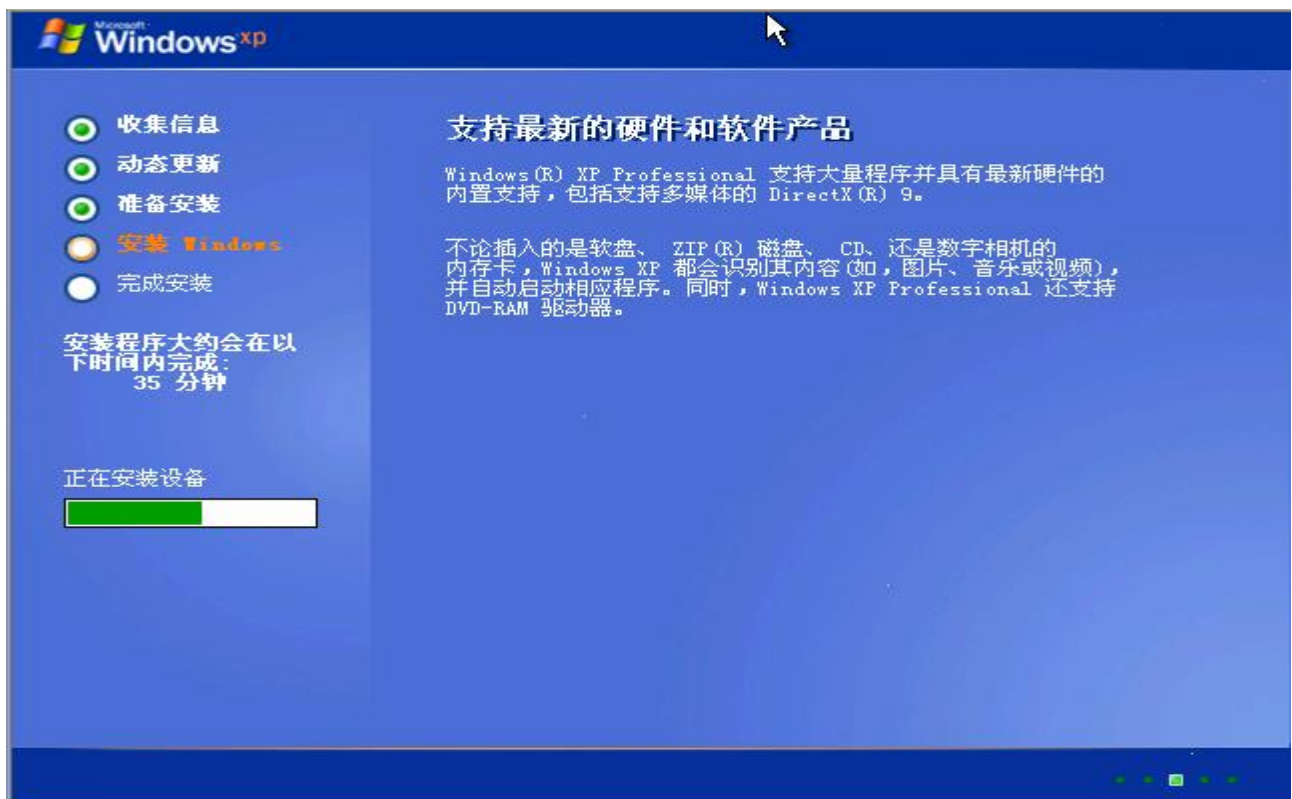 Microsoft
Windows xp
收集信息
动态更新
准备安装
安装 Windows
完成安装
安装程序大约会在以
下时间内完成:
35 分钟
正在安装设备
支持最新的硬件和软件产品
Windows(R) XP Professional 支持大量程序并具有最新硬件的
内置支持，包括支持多媒体的 DirectX(R) 9。
不论插入的是软盘、 ZIP(R) 磁盘、 CD、还是数字相机的
内存卡，Windows XP 都会识别其内容(如，图片、音乐或视频)，
并自动启动相应程序。同时，Windows XP Professional 还支持
DVD-RAM 驱动器。